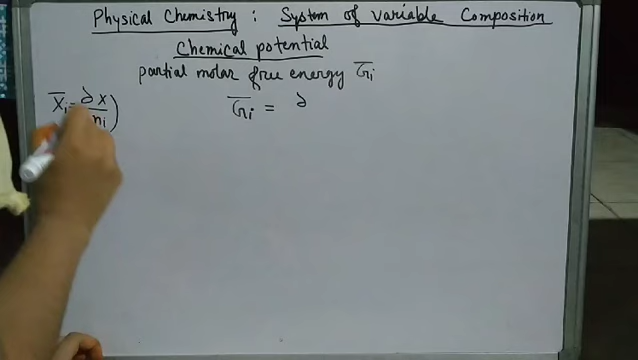 Physical Chemistry : System of variable Composition
Chemical potential
partial molar free energy G̅i
X̅i = ∂X/∂ni)
G̅i = ∂